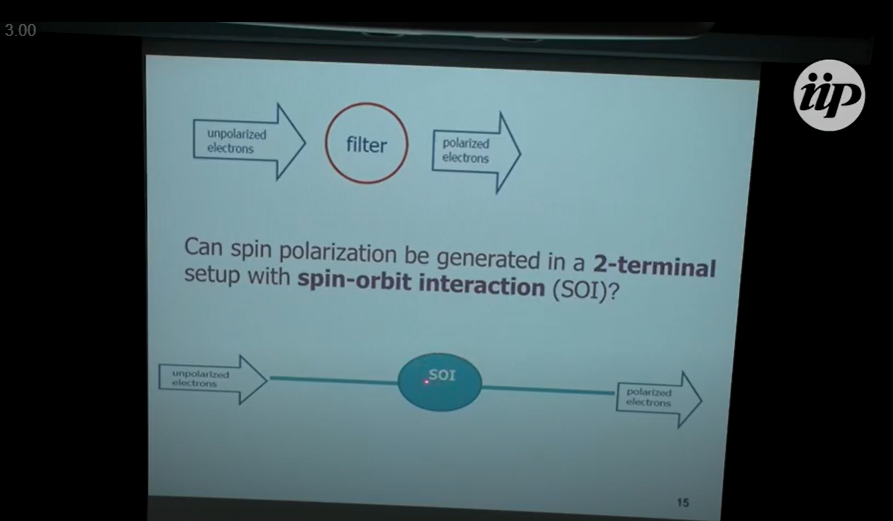 3.00
iip
unpolarized
electrons
filter
polarized
electrons
Can spin polarization be generated in a 2-terminal
setup with spin-orbit interaction (SOI)?
unpolarized
electrons
SOI
polarized
electrons
15